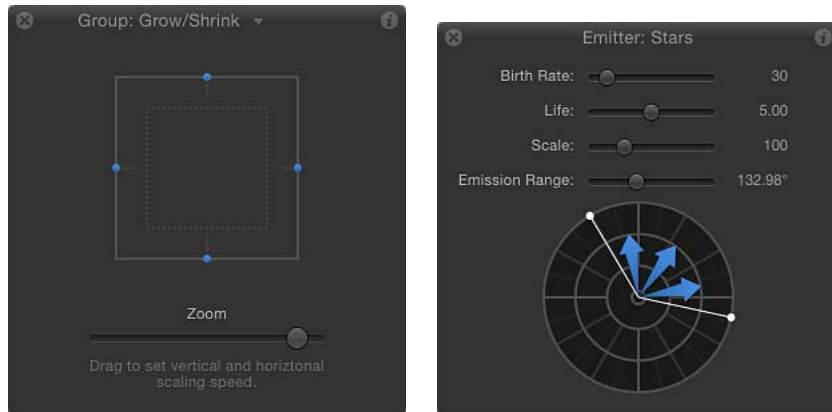 Group: Grow/Shrink
Zoom
Drag to set vertical and horiztonal
scaling speed.
Emitter: Stars
Birth Rate: 30
Life: 5.00
Scale: 100
Emission Range: 132.98°